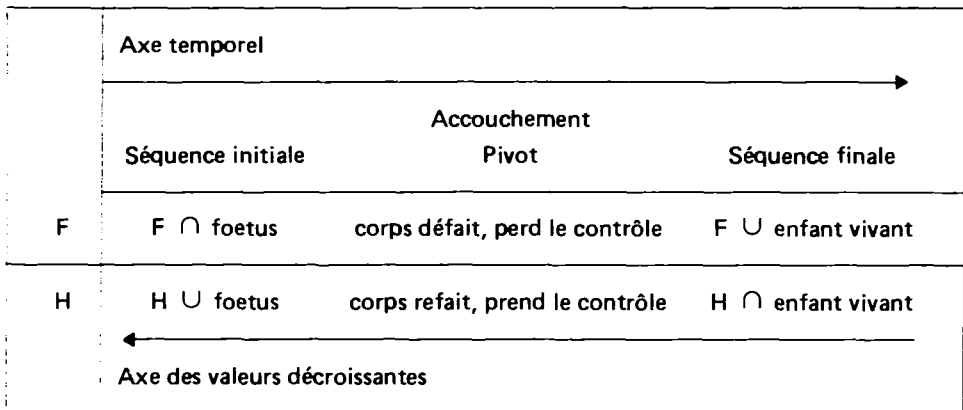 Axe temporel
Accouchement
Séquence initiale Pivot Séquence finale
F F ∩ foetus corps défait, perd le contrôle F ∪ enfant vivant
H H ∪ foetus corps refait, prend le contrôle H ∩ enfant vivant
Axe des valeurs décroissantes